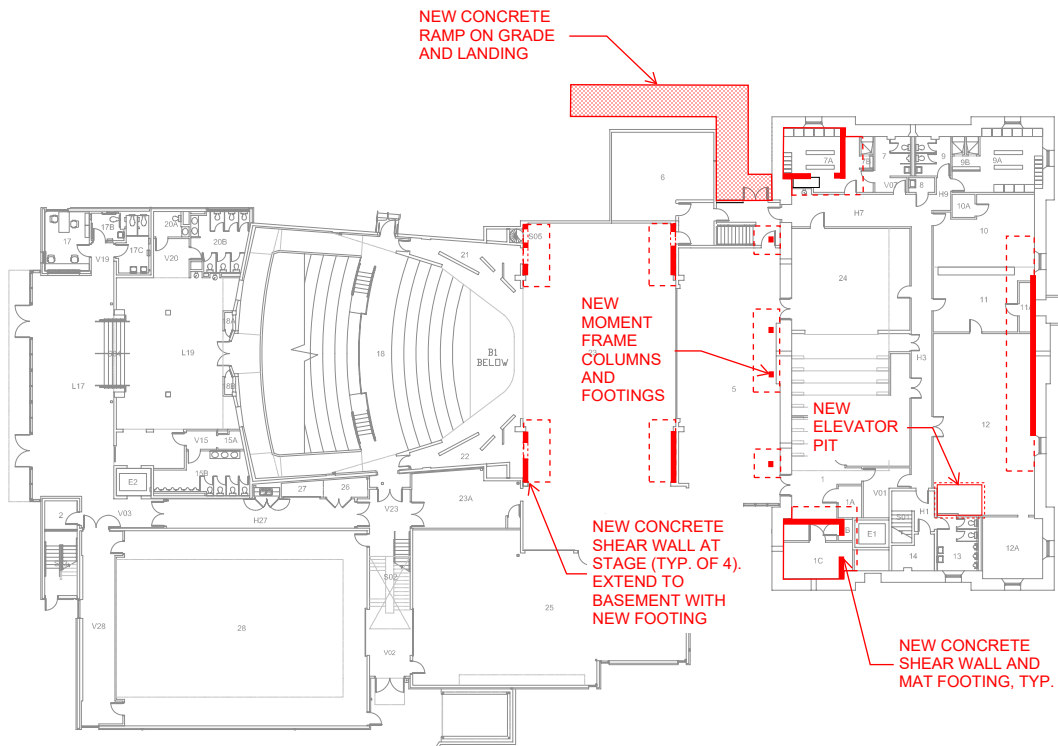 NEW CONCRETE
RAMP ON GRADE
AND LANDING
6
7A
7
9
9B
9A
V07
8
H9
H7
10A
10
17
17B
17C
V19
20A
20B
V20
21
S05
24
11
11A
18A
L19
18
B1
BELOW
NEW
MOMENT
FRAME
COLUMNS
AND
FOOTINGS
H3
L17
18B
5
NEW
ELEVATOR
PIT
12
V15
15A
15B
22
E2
27
26
23A
1
1A
V01
2
V03
H27
V23
H1
S01
E1
NEW CONCRETE
SHEAR WALL AT
STAGE (TYP. OF 4).
EXTEND TO
BASEMENT WITH
NEW FOOTING
1C
14
13
12A
S02
25
28
V28
V02
NEW CONCRETE
SHEAR WALL AND
MAT FOOTING, TYP.